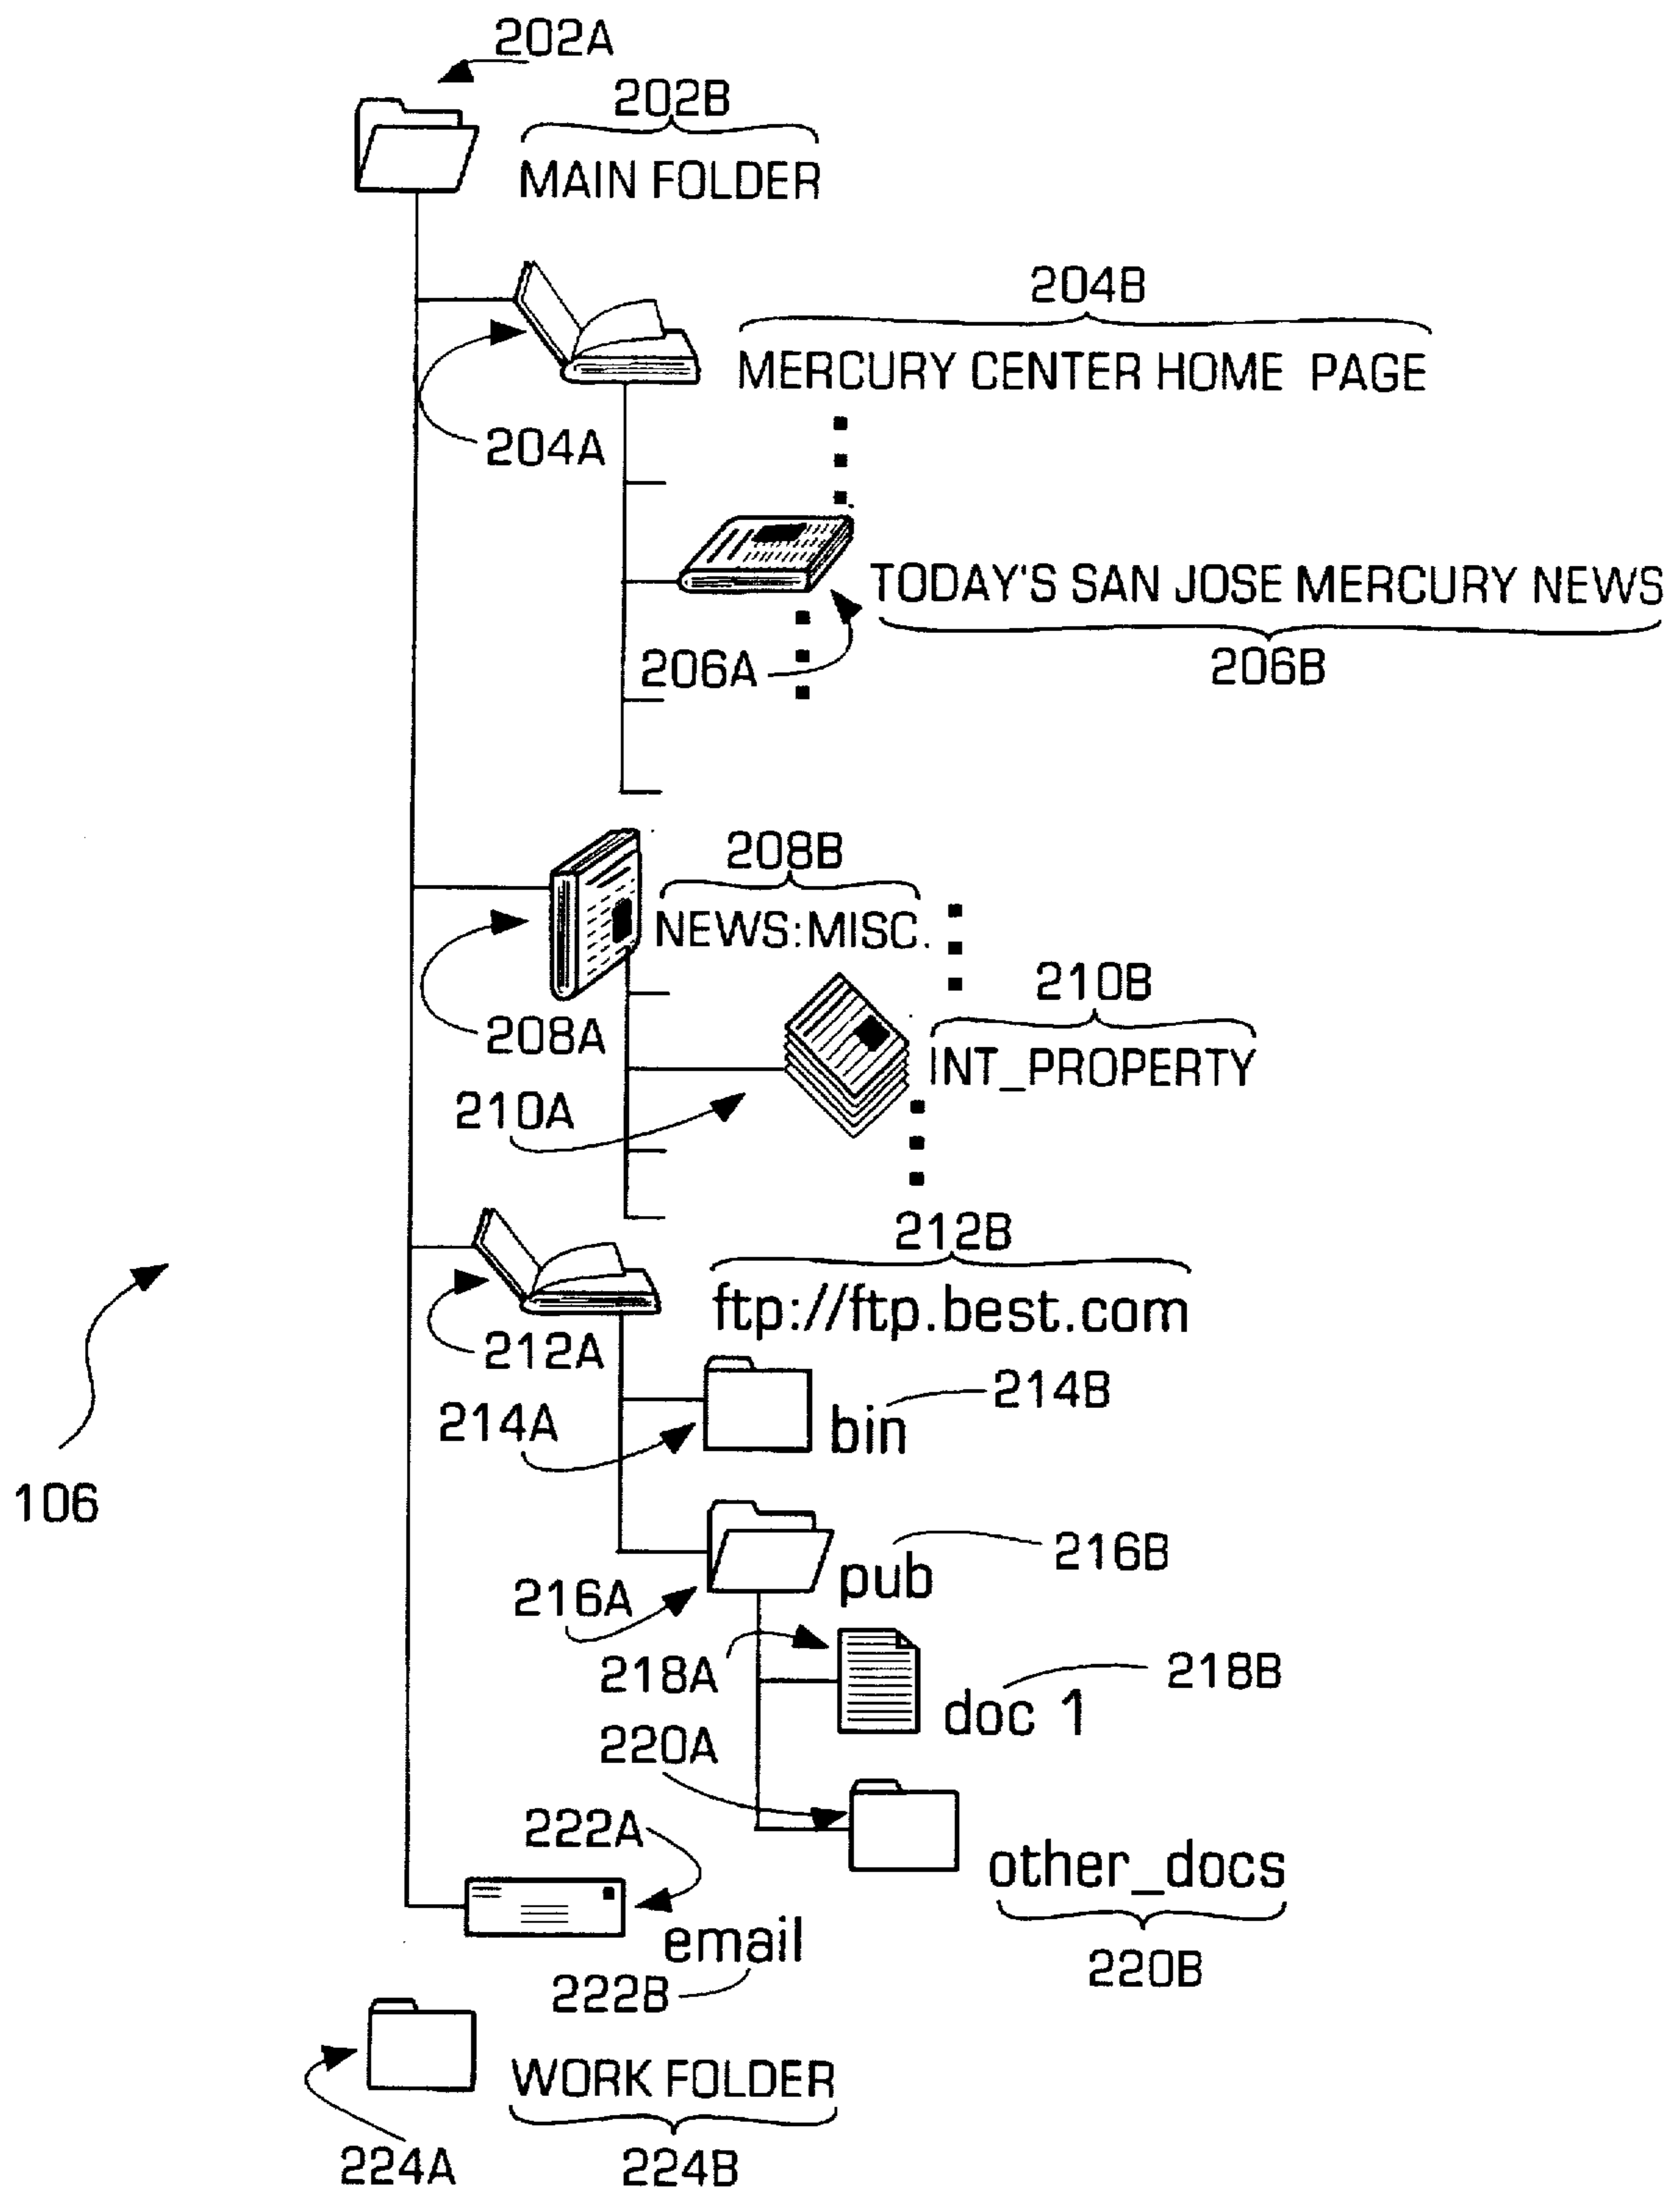 202A
202B
MAIN FOLDER
204B
MERCURY CENTER HOME PAGE
204A
TODAY'S SAN JOSE MERCURY NEWS
206A
206B
208B
NEWS:MISC.
208A
210B
INT_PROPERTY
210A
212B
ftp://ftp.best.com
212A
214B
214A
bin
106
216B
pub
216A
218A
218B
doc 1
220A
222A
other_docs
email
220B
222B
WORK FOLDER
224A
224B